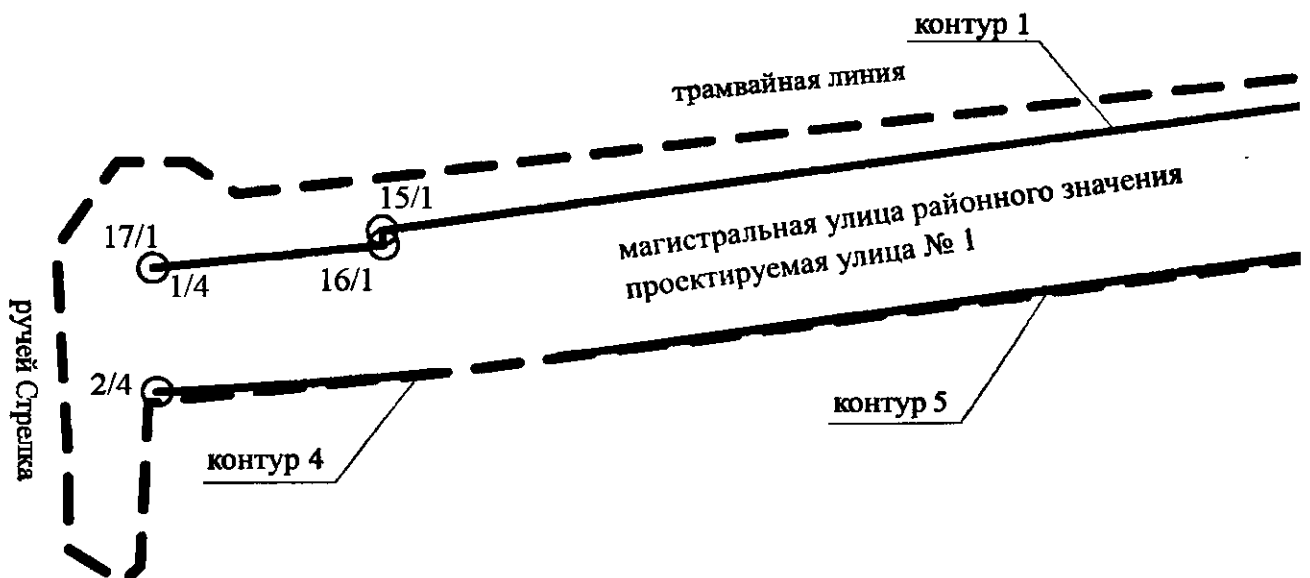 контур 1
трамвайная линия
15/1
17/1
1/4
16/1
магистральная улица районного значения
проектируемая улица № 1
ручей Стрелка
2/4
контур 5
контур 4